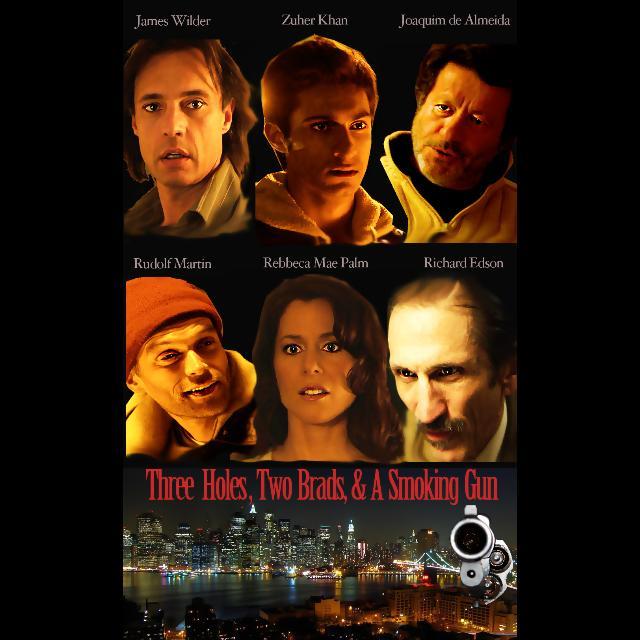 James Wilder
Zuher Khan
Joaquim de Almeida
Rudolf Martin
Rebbeca Mae Palm
Richard Edson
Three Holes, Two Brads, & A Smoking Gun